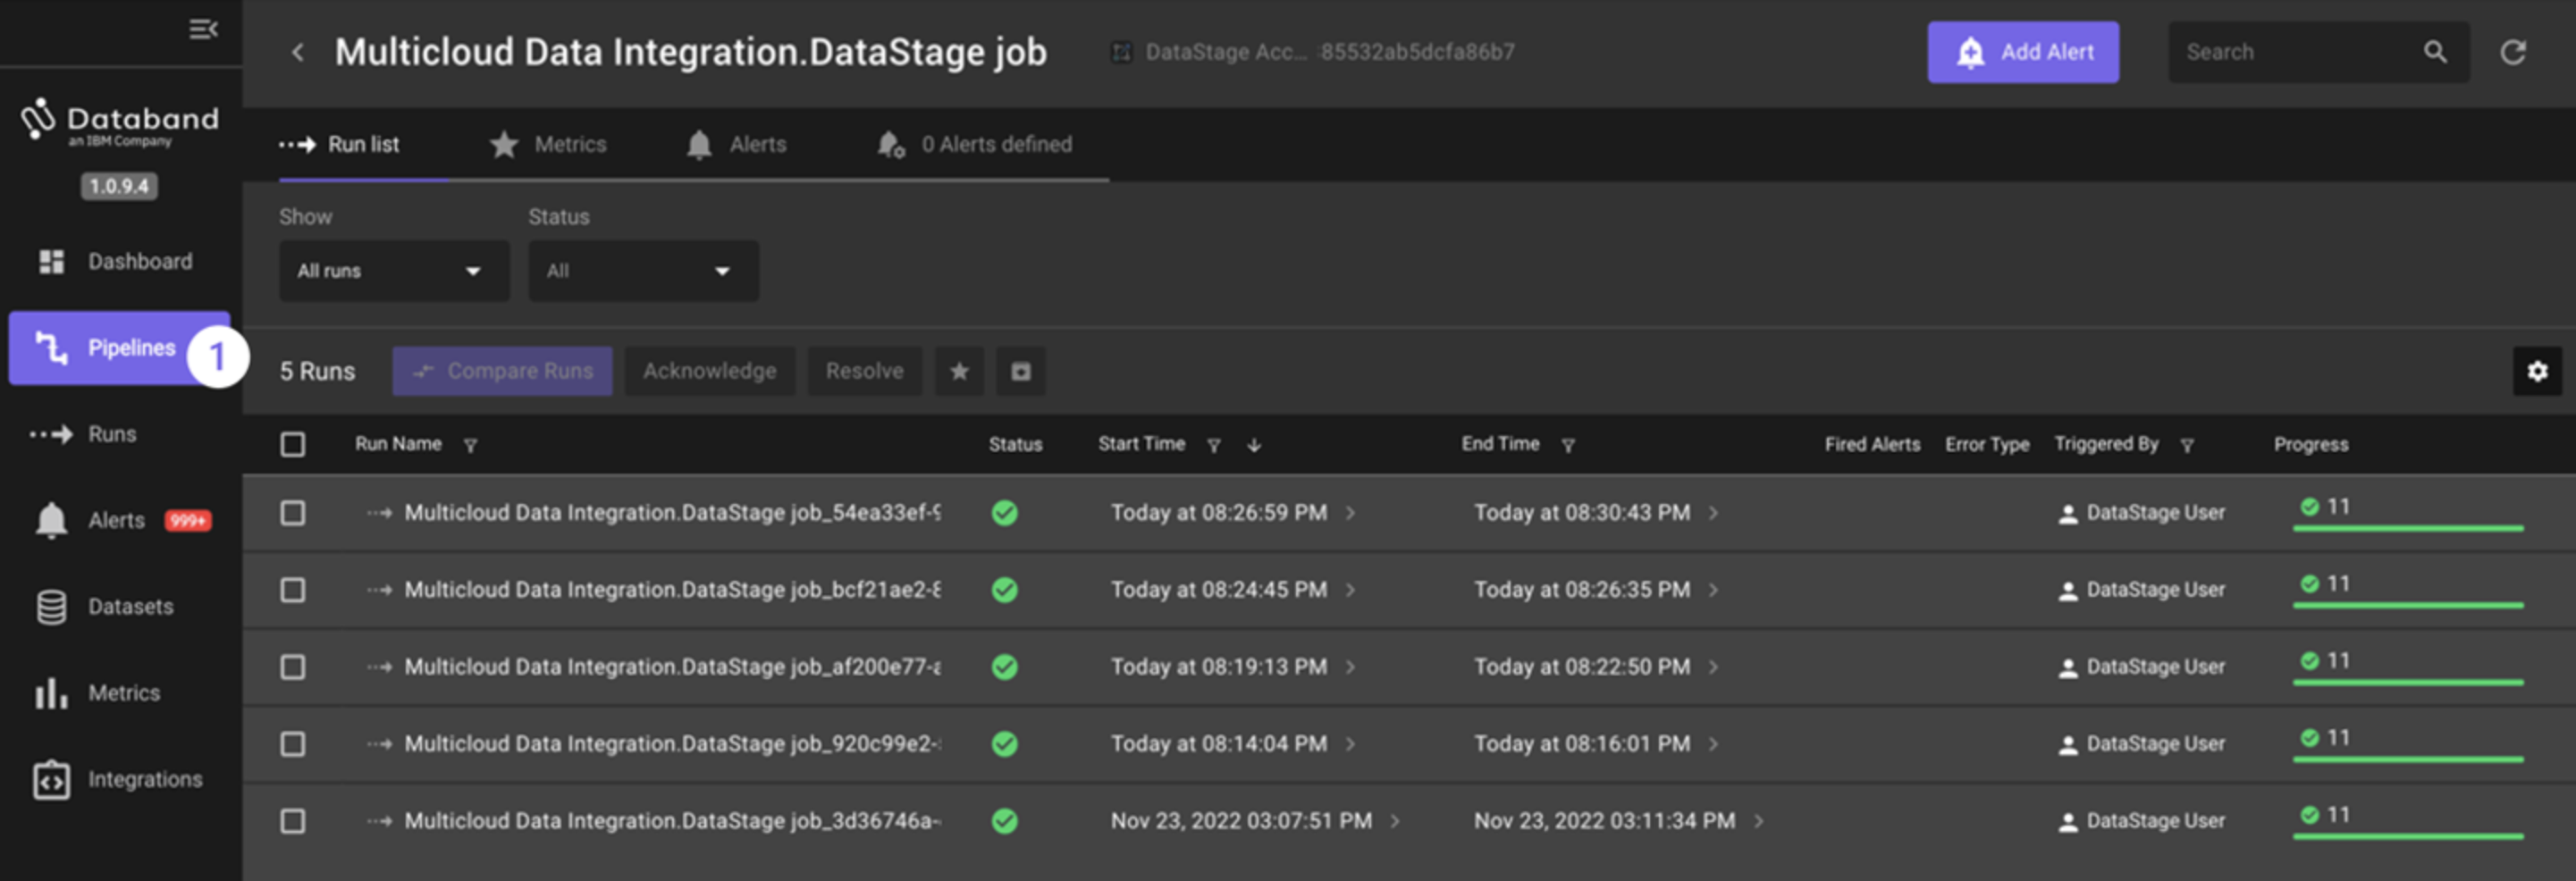 Multicloud Data Integration.DataStage job
DataStage Acc... 85532ab5dcfa86b7
Add Alert
Search
Databand
an IBM Company
1.0.9.4
Dashboard
Pipelines 1
Runs
Alerts 999+
Datasets
Metrics
Integrations
Run list Metrics Alerts 0 Alerts defined
Show Status
All runs All
5 Runs Compare Runs Acknowledge Resolve
Run Name Status Start Time End Time Fired Alerts Error Type Triggered By Progress
Multicloud Data Integration.DataStage job_54ea33ef-9 Today at 08:26:59 PM Today at 08:30:43 PM DataStage User 11
Multicloud Data Integration.DataStage job_bcf21ae2-8 Today at 08:24:45 PM Today at 08:26:35 PM DataStage User 11
Multicloud Data Integration.DataStage job_af200e77-a Today at 08:19:13 PM Today at 08:22:50 PM DataStage User 11
Multicloud Data Integration.DataStage job_920c99e2- Today at 08:14:04 PM Today at 08:16:01 PM DataStage User 11
Multicloud Data Integration.DataStage job_3d36746a- Nov 23, 2022 03:07:51 PM Nov 23, 2022 03:11:34 PM DataStage User 11